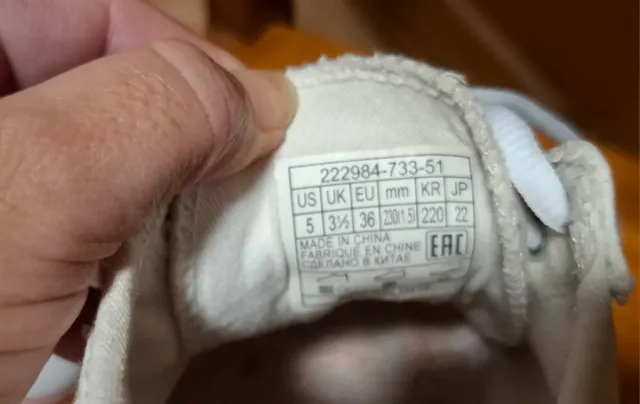 222984-733-51
US UK EU mm KR JP
5 3½ 36 230(1.5) 220 22
MADE IN CHINA
FABRIQUE EN CHINE EAC
СДЕЛАНО В КИТАЕ